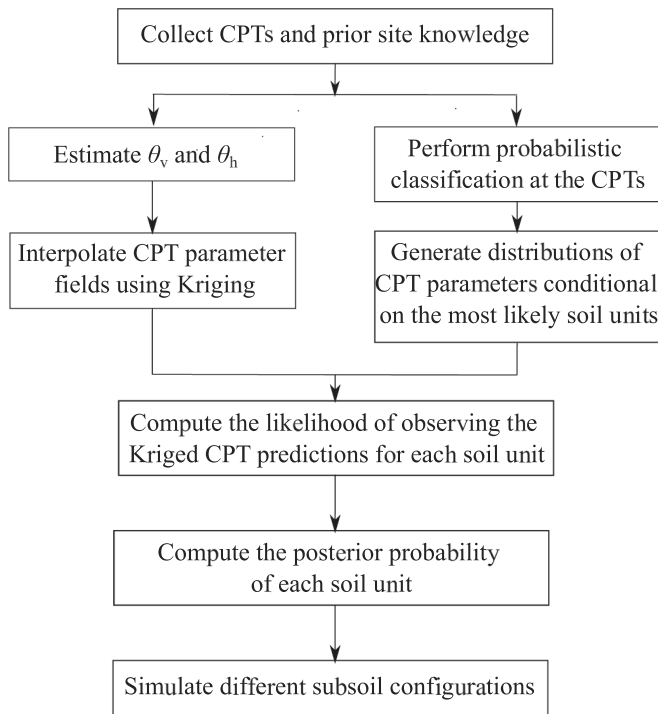 Collect CPTs and prior site knowledge
Estimate θv and θh
Interpolate CPT parameter
fields using Kriging
Perform probabilistic
classification at the CPTs
Generate distributions of
CPT parameters conditional
on the most likely soil units
Compute the likelihood of observing the
Kriged CPT predictions for each soil unit
Compute the posterior probability
of each soil unit
Simulate different subsoil configurations